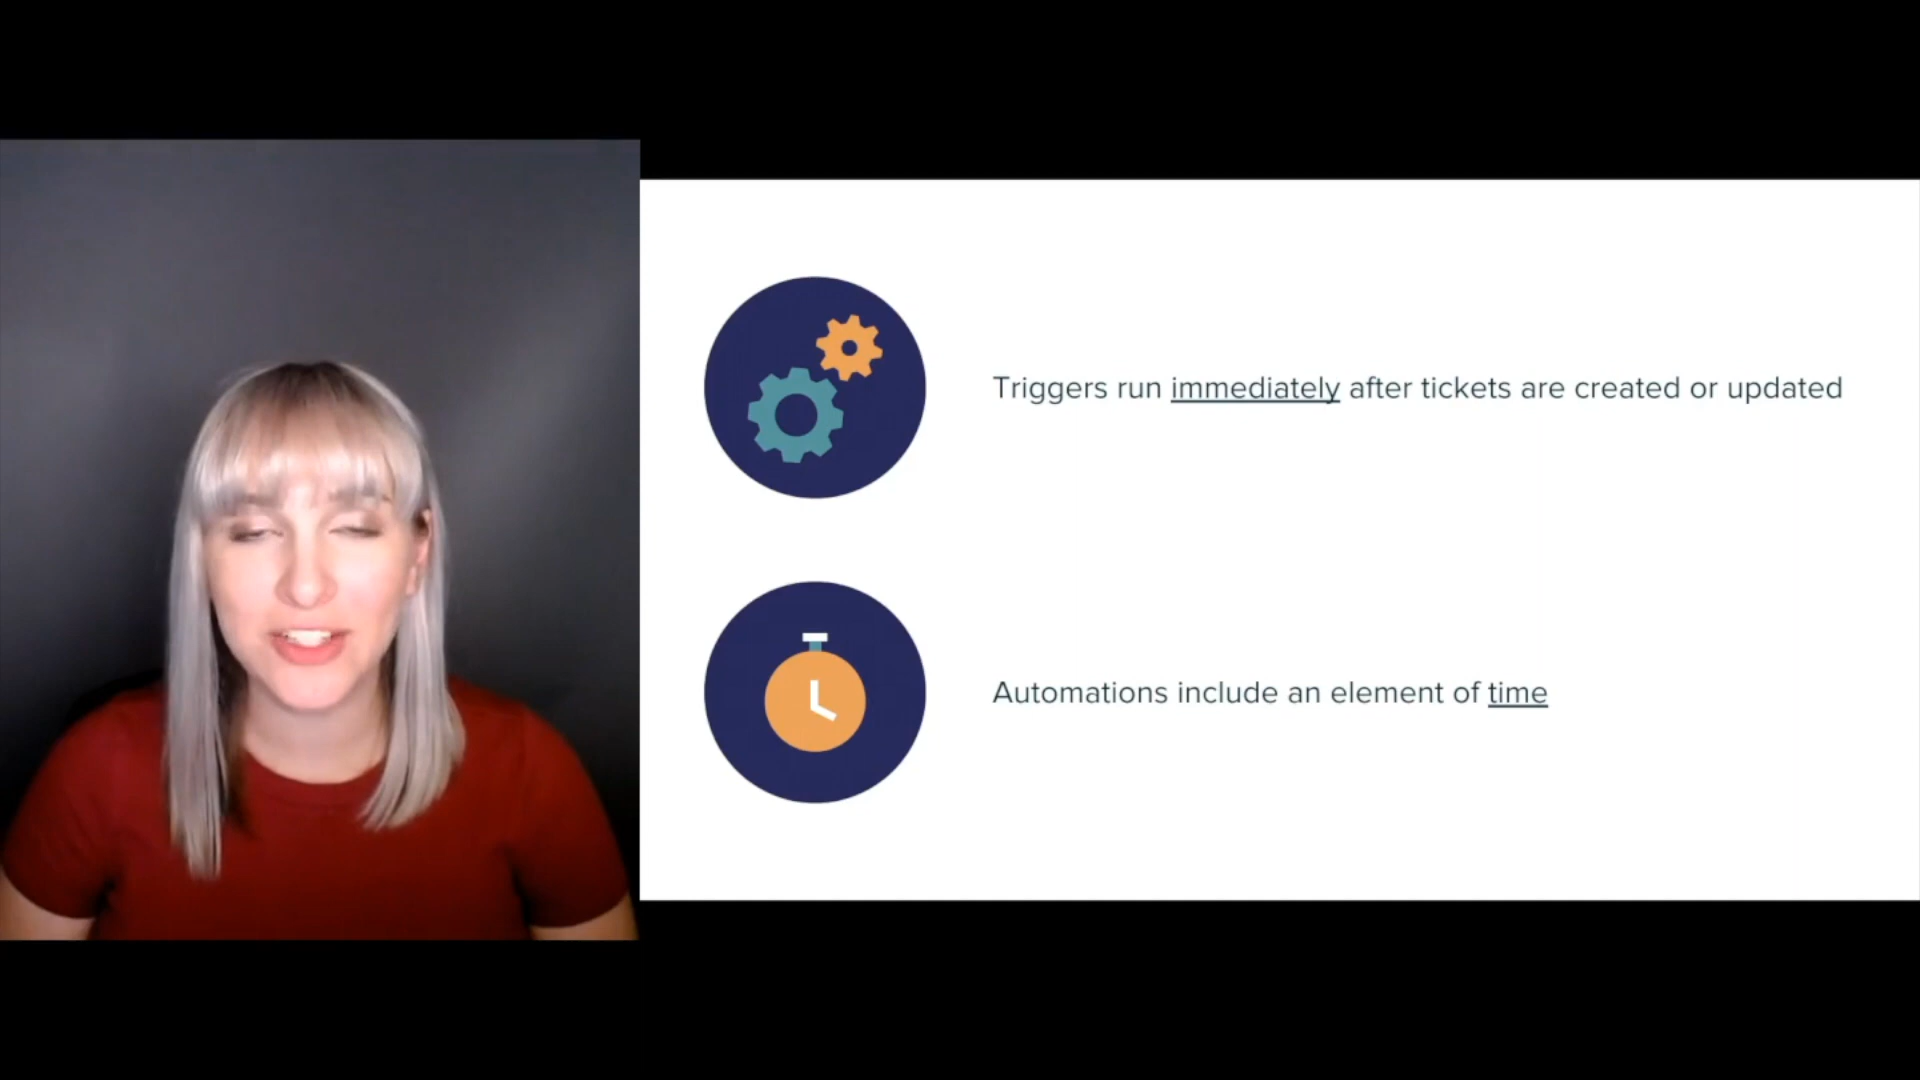 Triggers run immediately after tickets are created or updated
Automations include an element of time